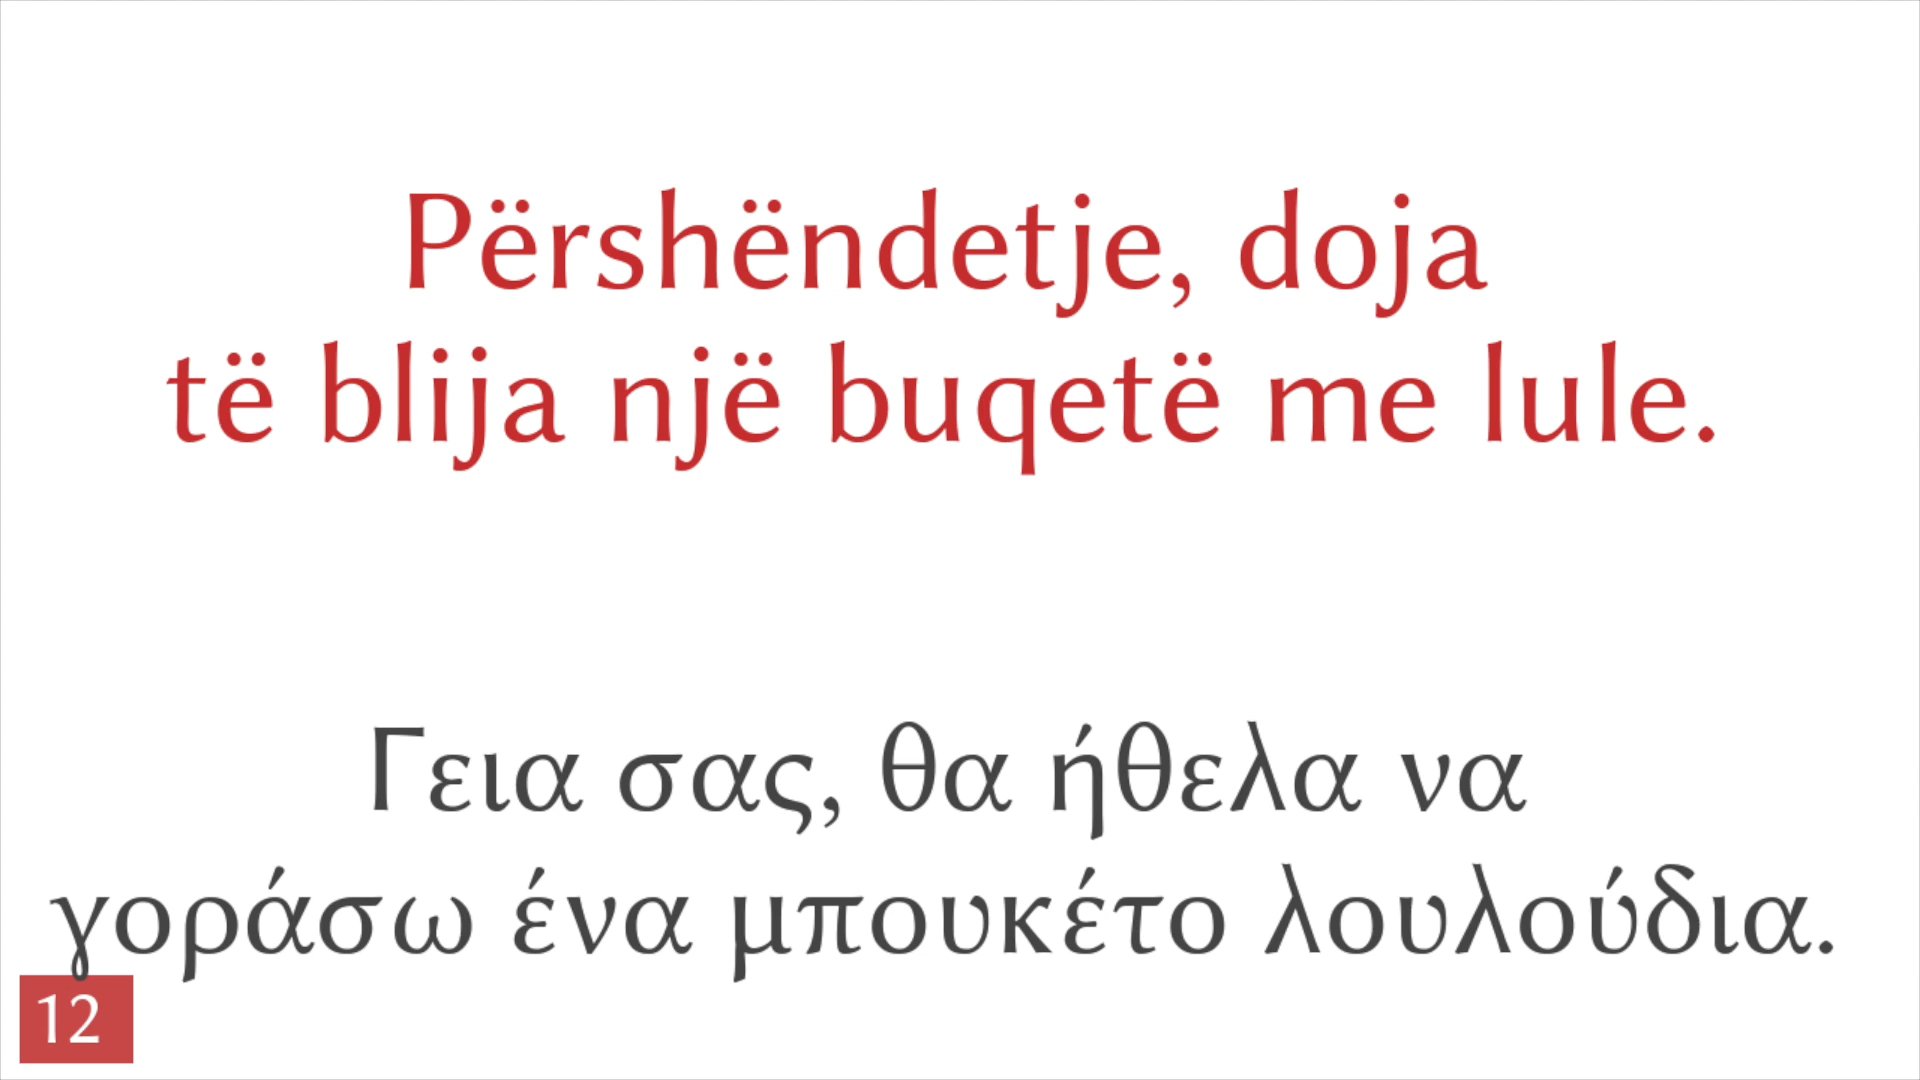 Përshëndetje, doja
të blija një buqetë me lule.
Γεια σας, θα ήθελα να
γοράσω ένα μπουκέτο λουλούδια.
12